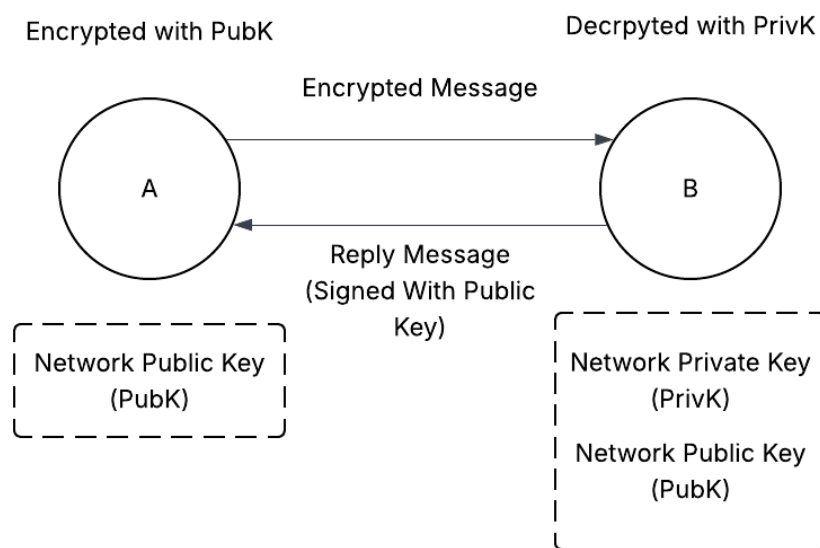 Encrypted with PubK
Decrpyted with PrivK
Encrypted Message
A
B
Reply Message
(Signed With Public
Key)
Network Public Key
(PubK)
Network Private Key
(PrivK)
Network Public Key
(PubK)